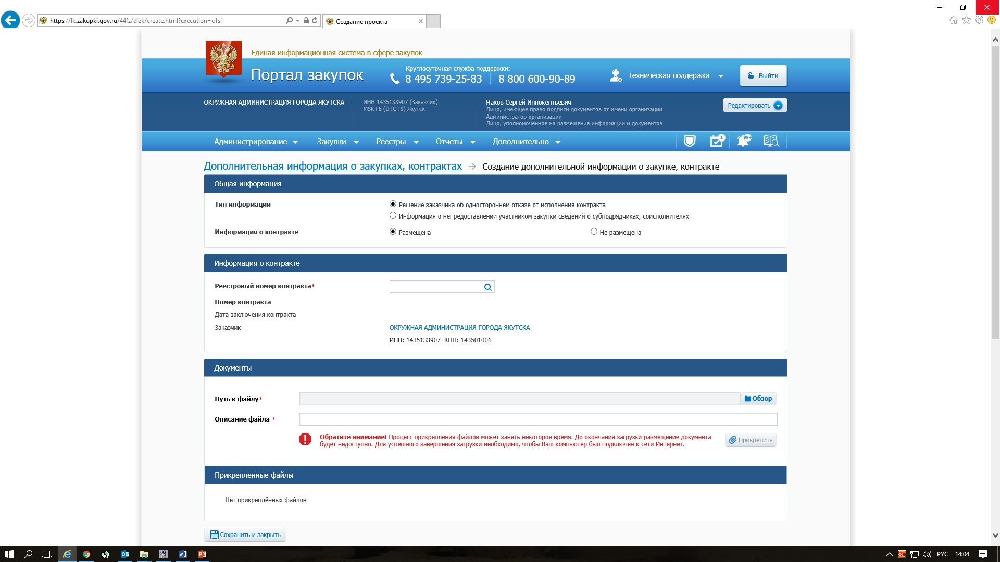 https://lk.zakupki.gov.ru/44fz/dizk/create.html?execution=e1s1
Создание проекта
Единая информационная система в сфере закупок
Портал закупок
Круглосуточная служба поддержки:
8 495 739-25-83
8 800 600-90-89
Техническая поддержка
Выйти
ОКРУЖНАЯ АДМИНИСТРАЦИЯ ГОРОДА ЯКУТСКА
ИНН 1435133907 (Заказчик)
MSK+6 (UTC+9) Якутск
Нахов Сергей Иннокентьевич
Лицо, имеющее право подписи документов от имени организации
Администратор организации
Лицо, уполномоченное на размещение информации и документов
Редактировать
Администрирование
Закупки
Реестры
Отчеты
Дополнительно
1
99+
Дополнительная информация о закупках, контрактах
Создание дополнительной информации о закупке, контракте
Общая информация
Тип информации
Решение заказчика об одностороннем отказе от исполнения контракта
Информация о непредоставлении участником закупки сведений о субподрядчиках, соисполнителях
Информация о контракте
Размещена
Не размещена
Информация о контракте
Реестровый номер контракта*
Номер контракта
Дата заключения контракта
Заказчик
ОКРУЖНАЯ АДМИНИСТРАЦИЯ ГОРОДА ЯКУТСКА
ИНН: 1435133907 КПП: 143501001
Документы
Путь к файлу*
Обзор
Описание файла *
Обратите внимание! Процесс прикрепления файлов может занять некоторое время. До окончания загрузки размещение документа
будет недоступно. Для успешного завершения загрузки необходимо, чтобы Ваш компьютер был подключен к сети Интернет.
Прикрепить
Прикрепленные файлы
Нет прикреплённых файлов
Сохранить и закрыть
РУС
14:04